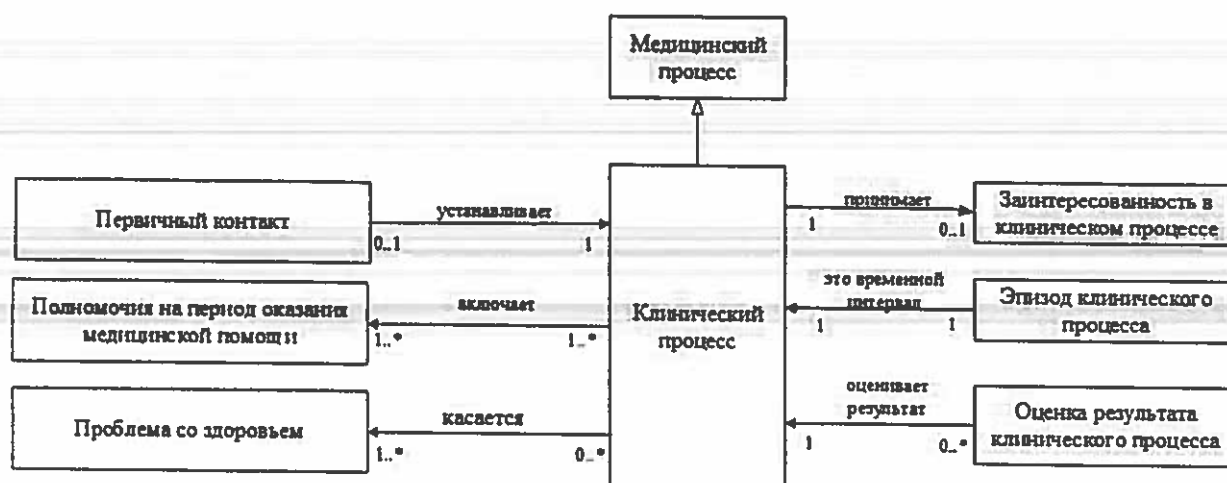 Медицинский
процесс
Первичный контакт
устанавливает
0..1
1
принимает
1
0..1
Заинтересованность в
клиническом процессе
Полномочия на период оказания
медицинской помощи
включает
1..*
1..*
Клинический
процесс
это временной
интервал
1
1
Эпизод клинического
процесса
Проблема со здоровьем
касается
1..*
0..*
оценивает
результат
1
0..*
Оценка результата
клинического процесса